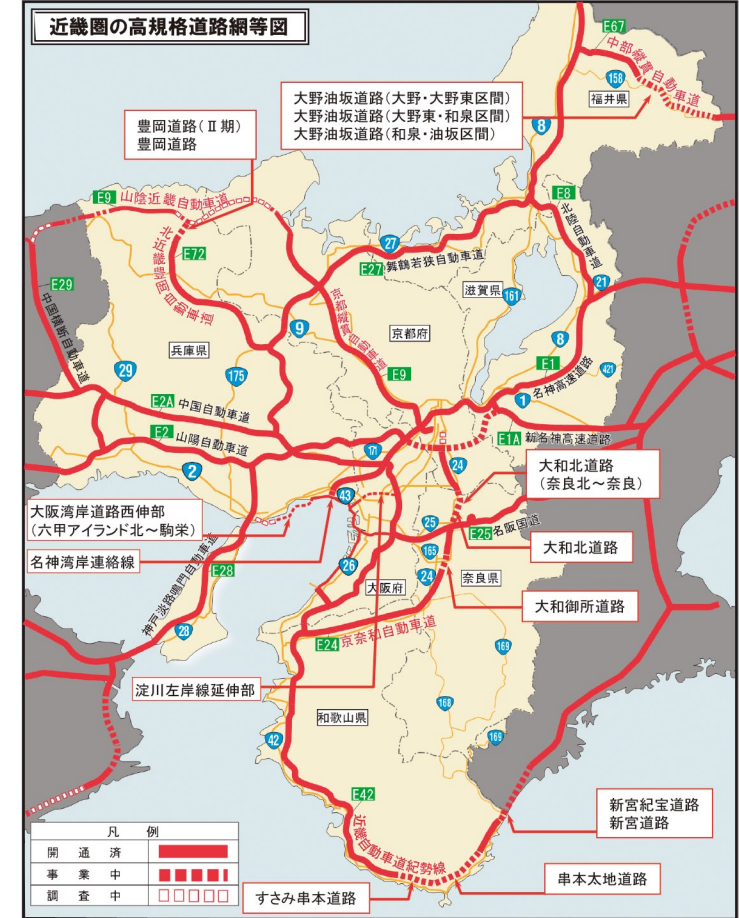 近畿圏の高規格道路網等図
E67
中部縦貫自動車道
158
福井県
大野油坂道路(大野・大野東区間)
大野油坂道路(大野東・和泉区間)
大野油坂道路(和泉・油坂区間)
8
豊岡道路(Ⅱ期)
豊岡道路
E9
山陰近畿自動車道
E8
北陸自動車道
E72
北近畿豊岡自動車道
27
E27
舞鶴若狭自動車道
E29
中国横断自動車道
滋賀県
161
21
京都縦貫自動車道
9
京都府
8
兵庫県
29
175
E9
E1
名神高速道路
421
1
E2A
中国自動車道
E2
山陽自動車道
E1A
新名神高速道路
171
2
24
大和北道路
(奈良北~奈良)
43
大阪湾岸道路西伸部
(六甲アイランド北~駒栄)
25
E25
名阪国道
大和北道路
名神湾岸連絡線
165
26
E28
神戸淡路鳴門自動車道
大阪府
24
奈良県
大和御所道路
28
E24
京奈和自動車道
169
淀川左岸線延伸部
168
和歌山県
42
169
E42
近畿自動車道紀勢線
新宮紀宝道路
新宮道路
凡 例
開 通 済
事 業 中
調 査 中
串本太地道路
すさみ串本道路